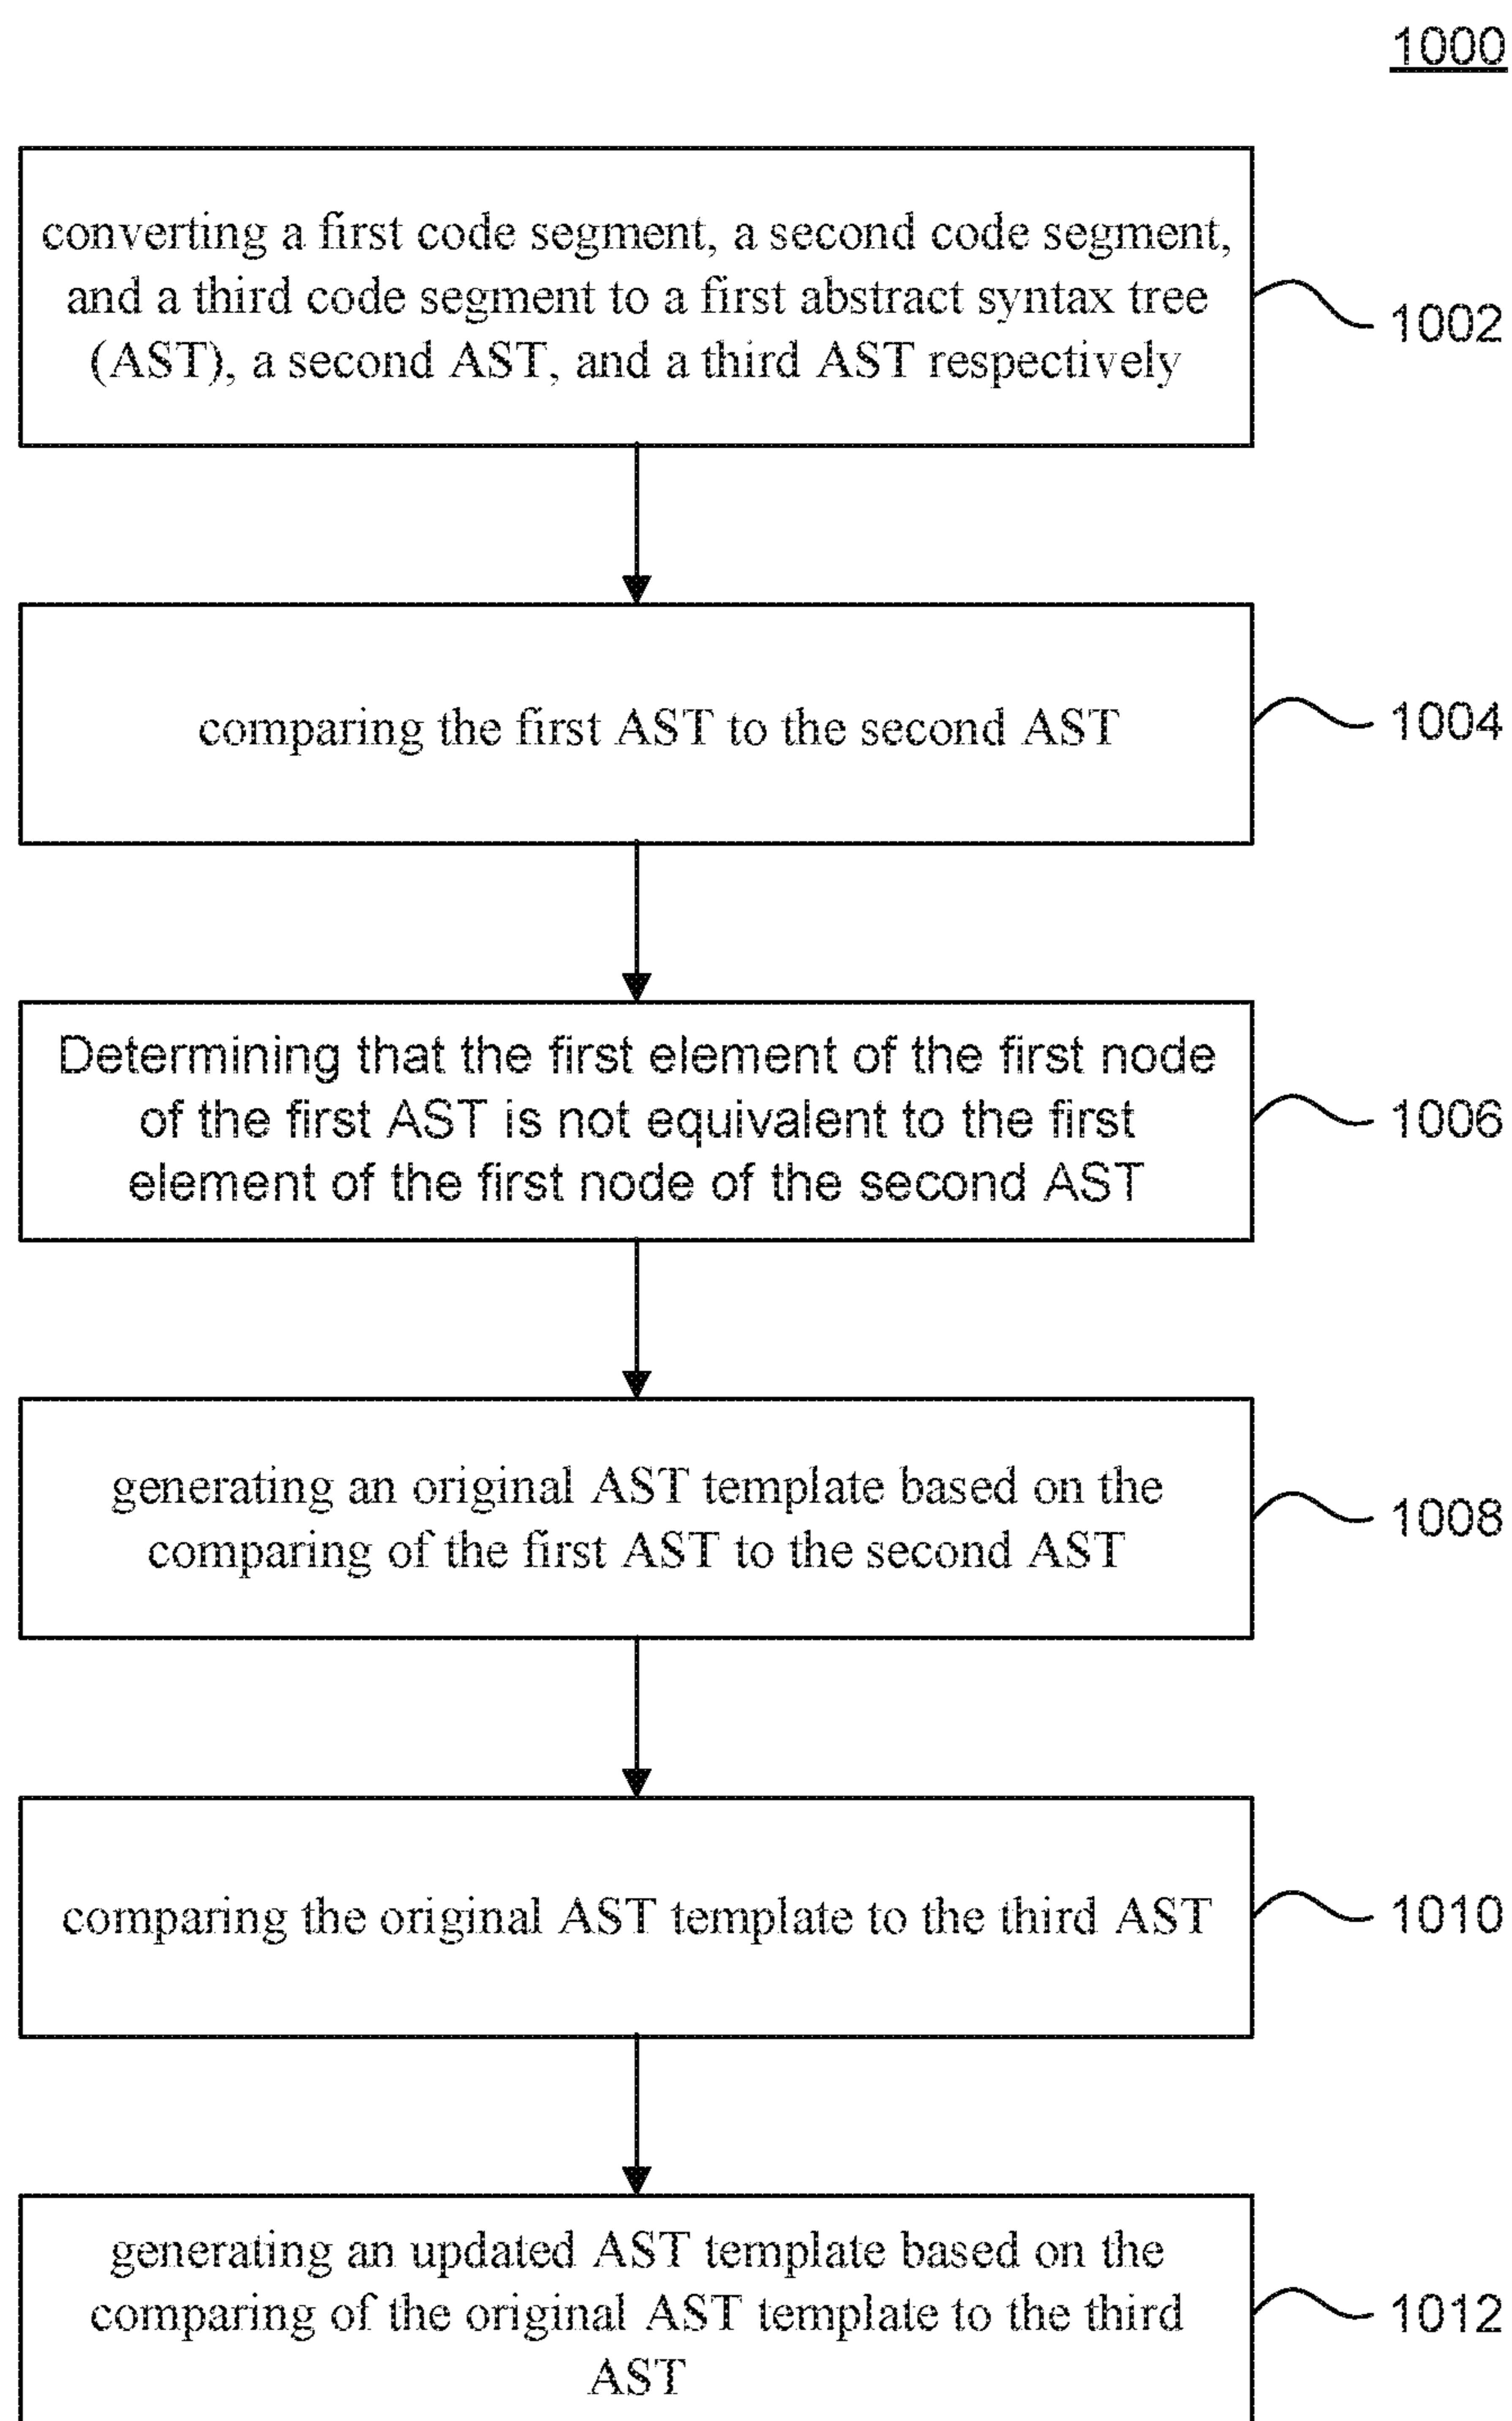 1000
converting a first code segment, a second code segment,
and a third code segment to a first abstract syntax tree
(AST), a second AST, and a third AST respectively
1002
comparing the first AST to the second AST
1004
Determining that the first element of the first node
of the first AST is not equivalent to the first
element of the first node of the second AST
1006
generating an original AST template based on the
comparing of the first AST to the second AST
1008
comparing the original AST template to the third AST
1010
generating an updated AST template based on the
comparing of the original AST template to the third
AST
1012